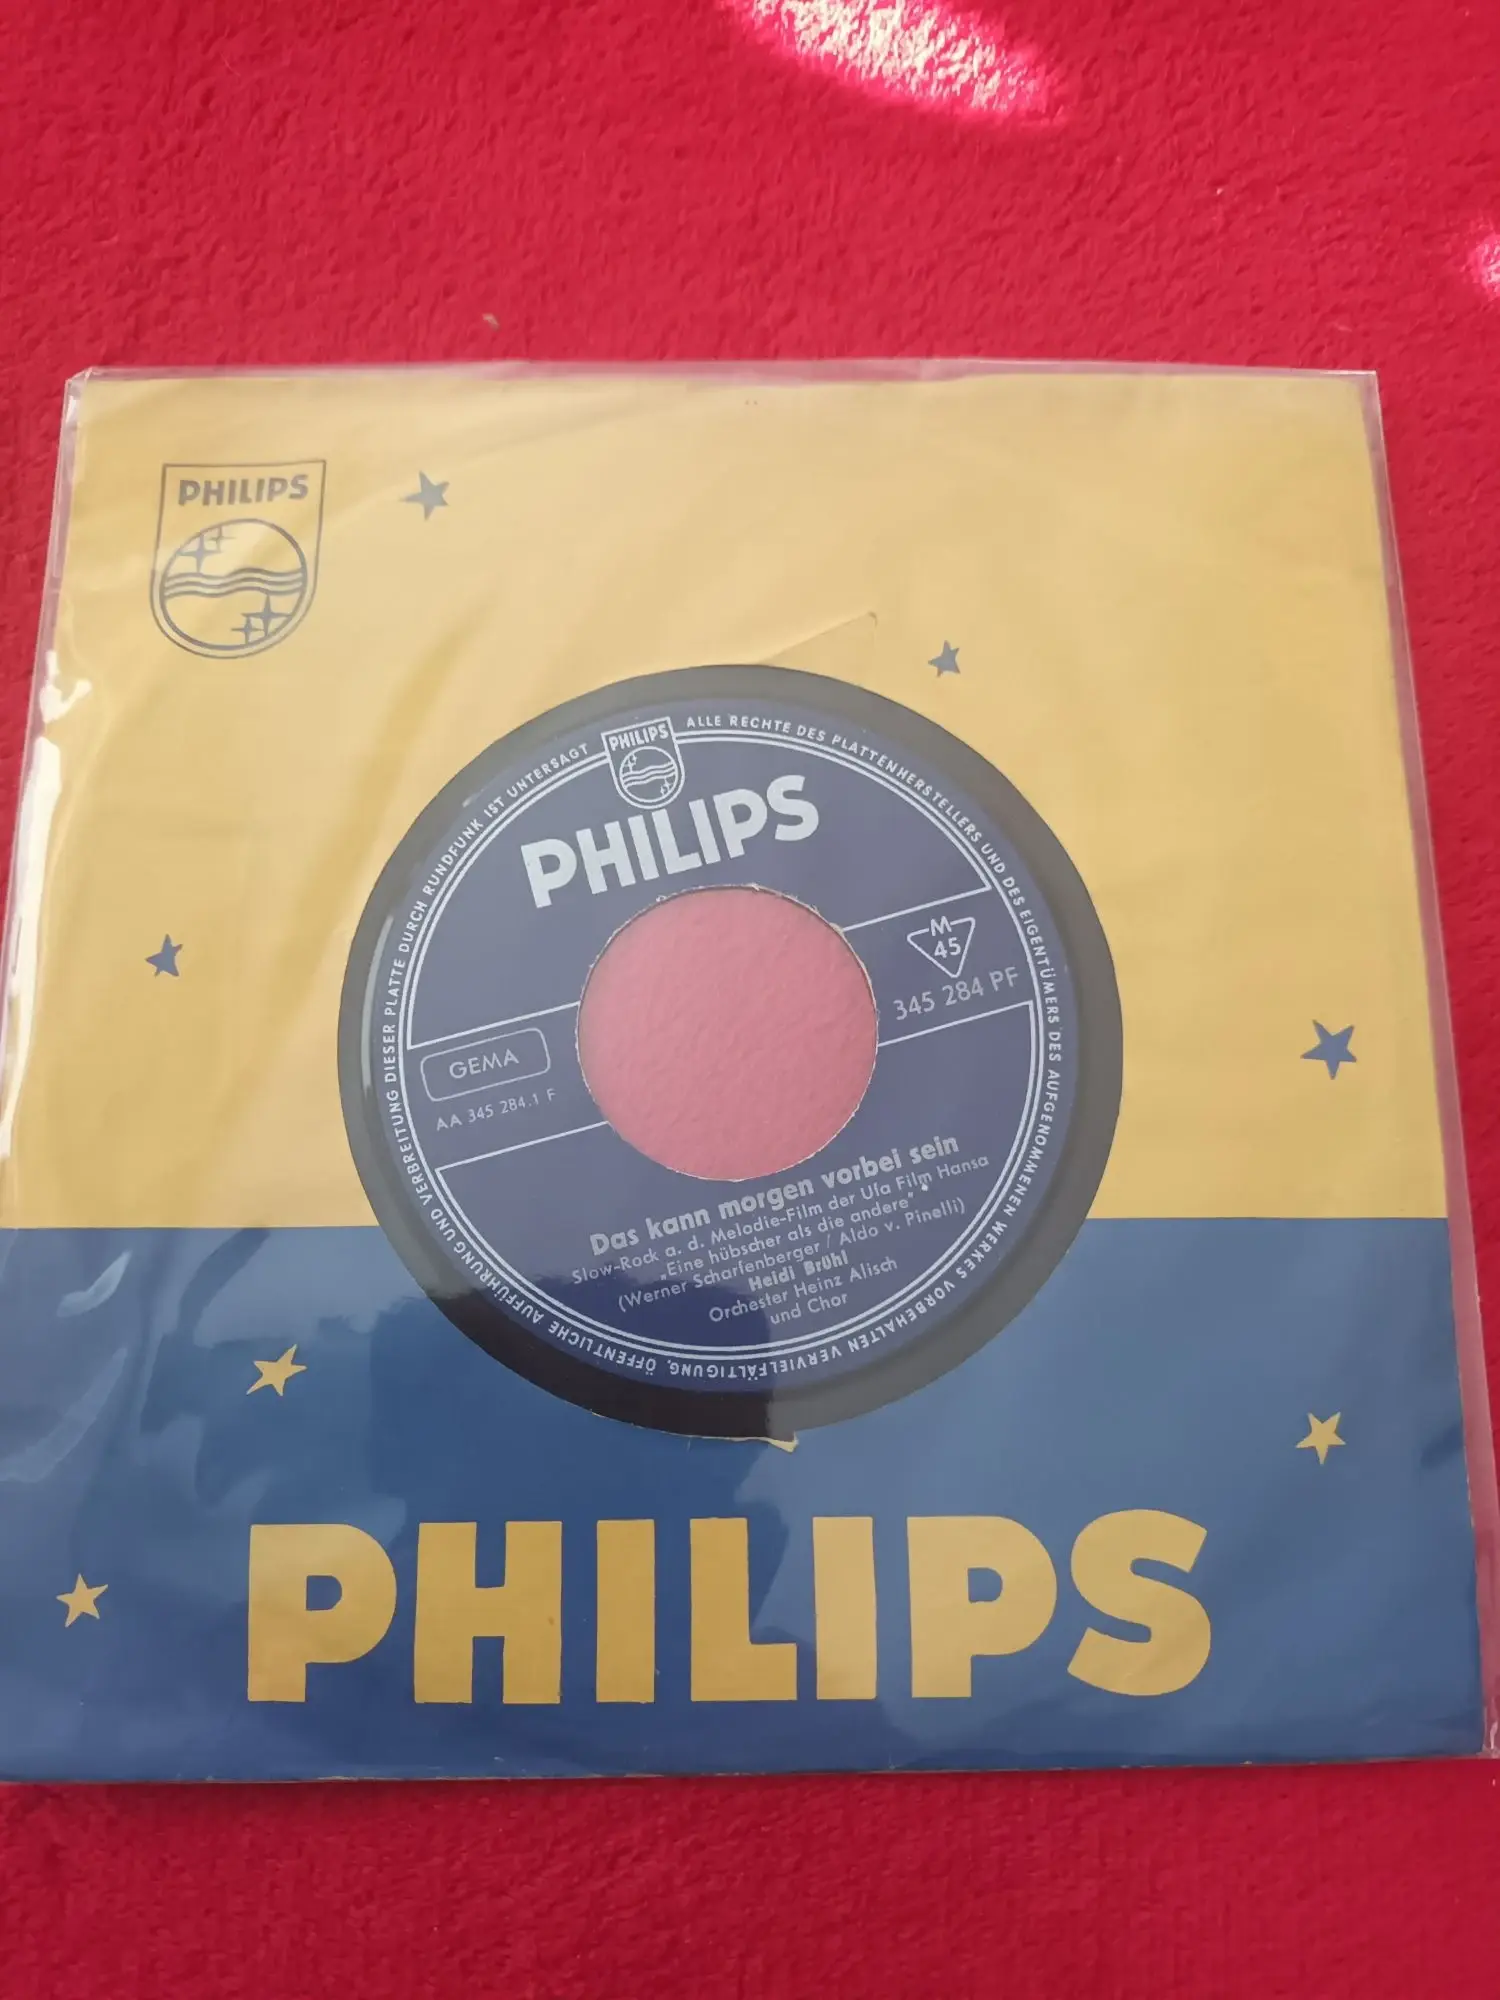 PHILIPS
PHILIPS
ALLE RECHTE DES PLATTENHERSTELLERS UND DES EIGENTÜMERS DES AUFGENOMMENEN WERKES VORBEHALTEN VERVIELFÄLTIGUNG, ÖFFENTLICHE AUFFÜHRUNG UND VERBREITUNG DIESER PLATTE DURCH RUNDFUNK IST UNTERSAGT
PHILIPS
M
45
345 284 PF
GEMA
AA 345 284.1 F
Das kann morgen vorbei sein
Slow-Rock a. d. Melodie-Film der Ufa Film Hansa
"Eine hübscher als die andere"
(Werner Scharfenberger / Aldo v. Pinelli)
Heidi Brühl
Orchester Heinz Alisch
und Chor
PHILIPS